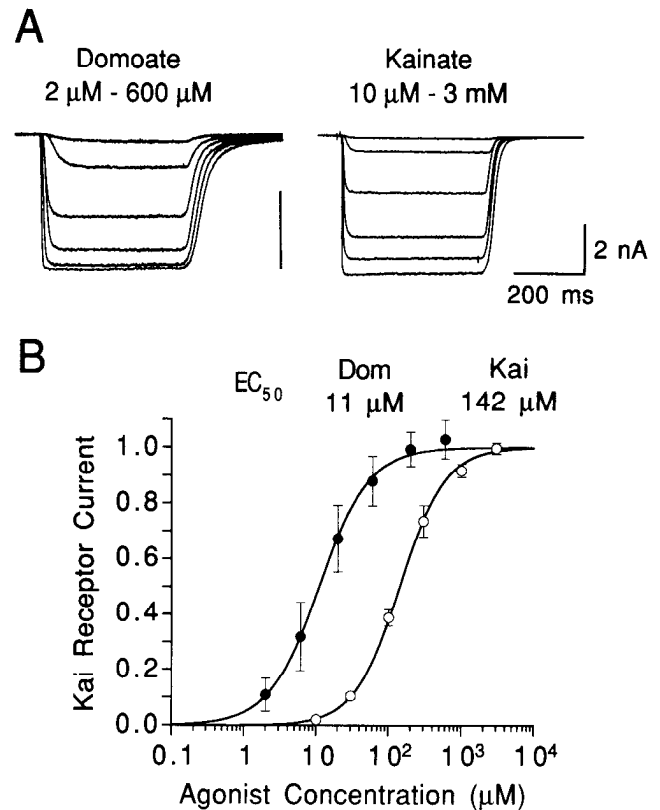 A
Domoate
2 µM - 600 µM
Kainate
10 µM - 3 mM
2 nA
200 ms
B
EC50
Dom
11 µM
Kai
142 µM
Kai Receptor Current
1.0
0.8
0.6
0.4
0.2
0.0
0.1
1
10
10²
10³
10⁴
Agonist Concentration (µM)